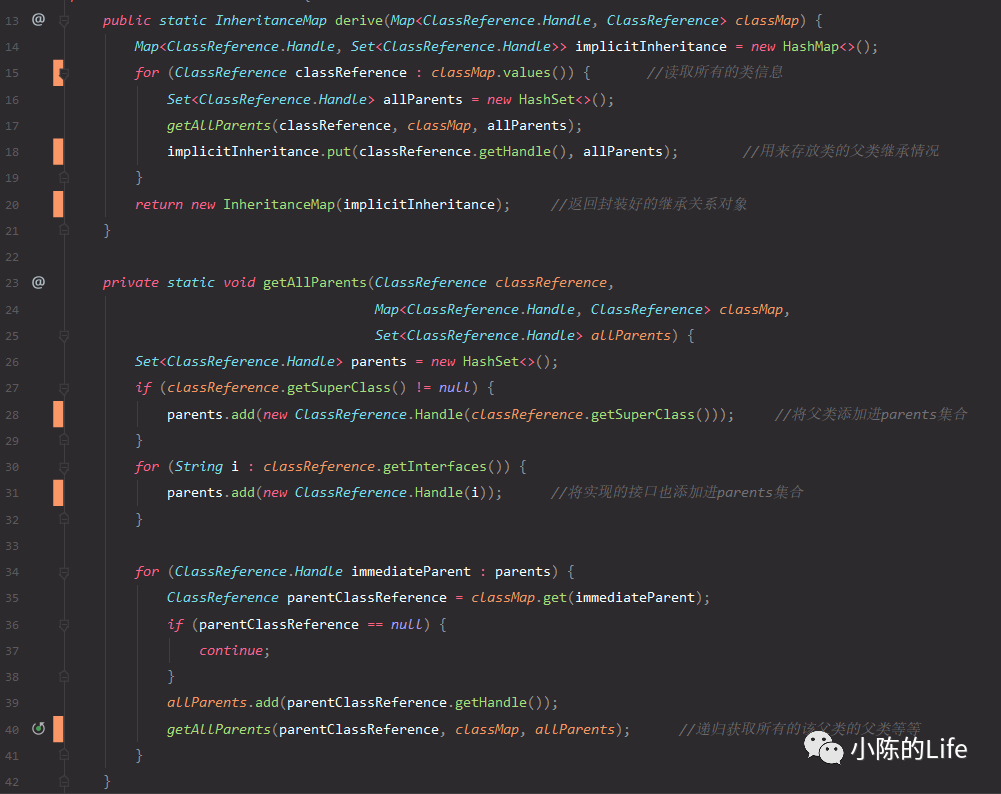 13 @ public static InheritanceMap derive(Map<ClassReference.Handle, ClassReference> classMap) {
14 Map<ClassReference.Handle, Set<ClassReference.Handle>> implicitInheritance = new HashMap<>();
15 for (ClassReference classReference : classMap.values()) { //读取所有的类信息
16 Set<ClassReference.Handle> allParents = new HashSet<>();
17 getAllParents(classReference, classMap, allParents);
18 implicitInheritance.put(classReference.getHandle(), allParents); //用来存放类的父类继承情况
19 }
20 return new InheritanceMap(implicitInheritance); //返回封装好的继承关系对象
21 }
22
23 @ private static void getAllParents(ClassReference classReference,
24 Map<ClassReference.Handle, ClassReference> classMap,
25 Set<ClassReference.Handle> allParents) {
26 Set<ClassReference.Handle> parents = new HashSet<>();
27 if (classReference.getSuperClass() != null) {
28 parents.add(new ClassReference.Handle(classReference.getSuperClass())); //将父类添加进parents集合
29 }
30 for (String i : classReference.getInterfaces()) {
31 parents.add(new ClassReference.Handle(i)); //将实现的接口也添加进parents集合
32 }
33
34 for (ClassReference.Handle immediateParent : parents) {
35 ClassReference parentClassReference = classMap.get(immediateParent);
36 if (parentClassReference == null) {
37 continue;
38 }
39 allParents.add(parentClassReference.getHandle());
40 getAllParents(parentClassReference, classMap, allParents); //递归获取所有的该父类的父类等等
41 }
小陈的Life
42 }